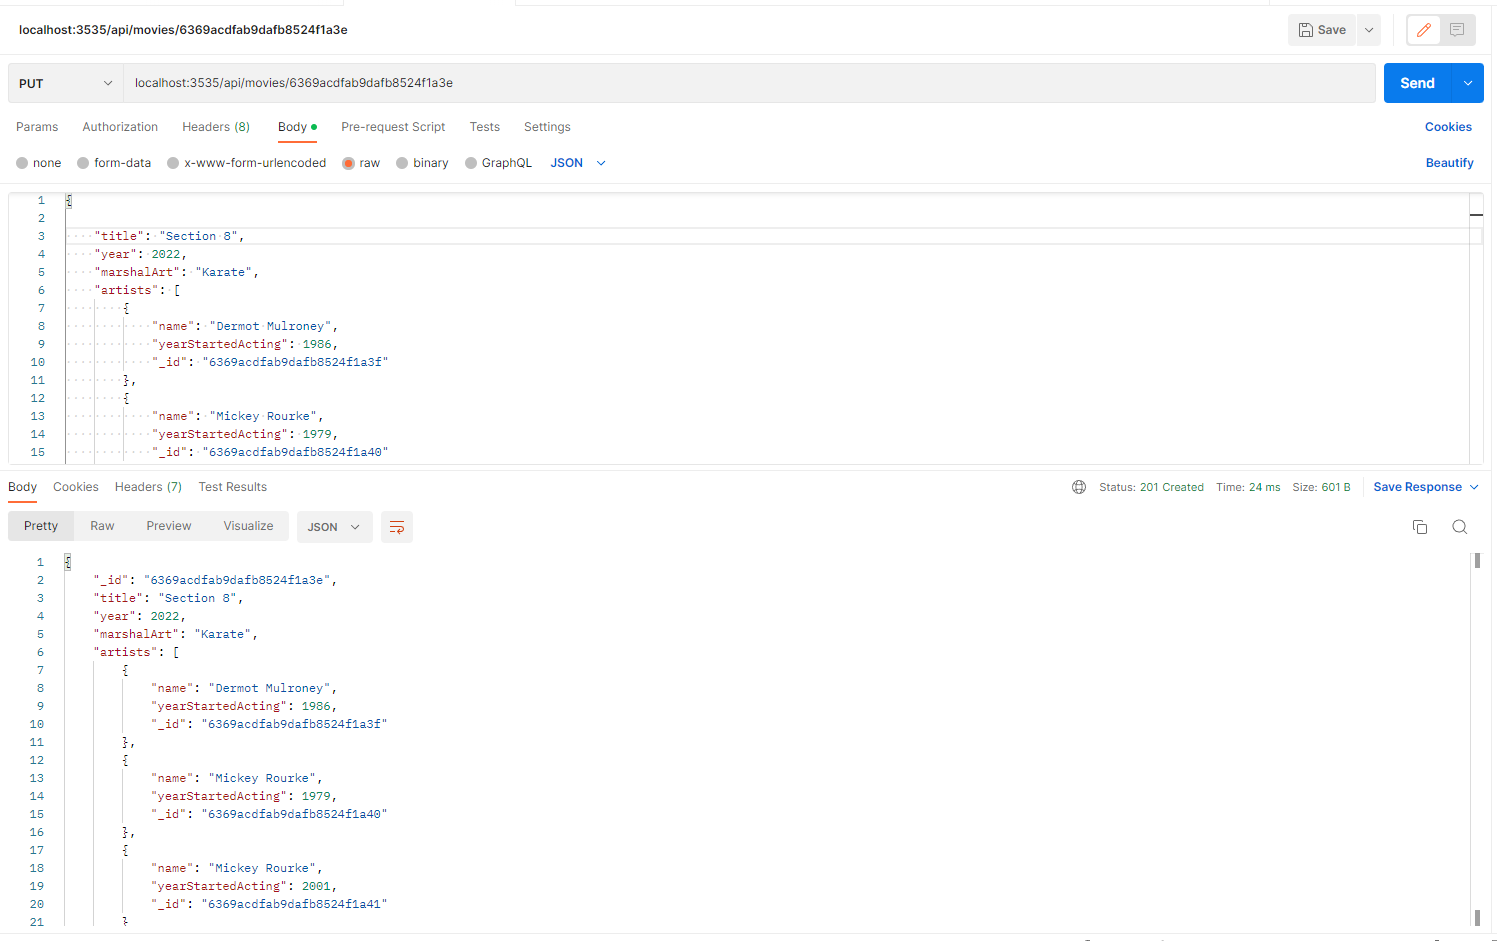 localhost:3535/api/movies/6369acdfab9dafb8524f1a3e
Save
PUT
localhost:3535/api/movies/6369acdfab9dafb8524f1a3e
Send
Params Authorization Headers (8) Body Pre-request Script Tests Settings Cookies
none form-data x-www-form-urlencoded raw binary GraphQL JSON Beautify
1 {
2
3 "title": "Section 8",
4 "year": 2022,
5 "marshalArt": "Karate",
6 "artists": [
7 {
8 "name": "Dermot Mulroney",
9 "yearStartedActing": 1986,
10 "_id": "6369acdfab9dafb8524f1a3f"
11 },
12 {
13 "name": "Mickey Rourke",
14 "yearStartedActing": 1979,
15 "_id": "6369acdfab9dafb8524f1a40"
Body Cookies Headers (7) Test Results Status: 201 Created Time: 24 ms Size: 601 B Save Response
Pretty Raw Preview Visualize JSON
1 {
2 "_id": "6369acdfab9dafb8524f1a3e",
3 "title": "Section 8",
4 "year": 2022,
5 "marshalArt": "Karate",
6 "artists": [
7 {
8 "name": "Dermot Mulroney",
9 "yearStartedActing": 1986,
10 "_id": "6369acdfab9dafb8524f1a3f"
11 },
12 {
13 "name": "Mickey Rourke",
14 "yearStartedActing": 1979,
15 "_id": "6369acdfab9dafb8524f1a40"
16 },
17 {
18 "name": "Mickey Rourke",
19 "yearStartedActing": 2001,
20 "_id": "6369acdfab9dafb8524f1a41"
21 }